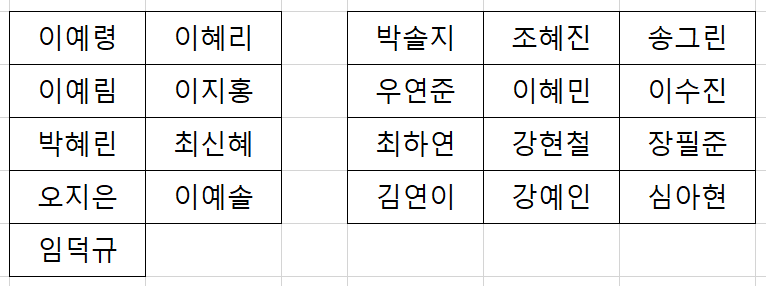 이예령 이혜리 박솔지 조혜진 송그린
이예림 이지홍 우연준 이혜민 이수진
박혜린 최신혜 최하연 강현철 장필준
오지은 이예솔 김연이 강예인 심아현
임덕규